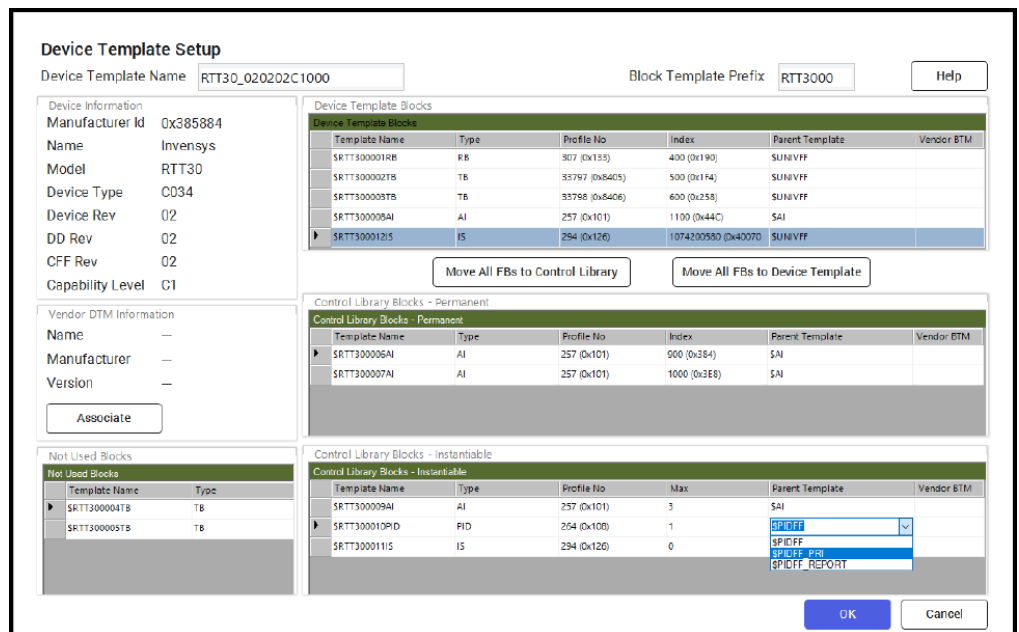 Device Template Setup
Device Template Name RTT30_020202C1000 Block Template Prefix RTT3000 Help
Device Information
Manufacturer Id 0x385884
Name Invensys
Model RTT30
Device Type C034
Device Rev 02
DD Rev 02
CFF Rev 02
Capability Level C1
Vendor DTM Information
Name —
Manufacturer —
Version —
Associate
Not Used Blocks
Not Used Blocks
Template Name Type
$RTT300004TB TB
$RTT300005TB TB
Device Template Blocks
Device Template Blocks
Template Name Type Profile No Index Parent Template Vendor BTM
$RTT300001RB RB 307 (0x133) 400 (0x190) $UNIVFF
$RTT300002TB TB 33797 (0x8405) 500 (0x1F4) $UNIVFF
$RTT300003TB TB 33798 (0x8406) 600 (0x258) $UNIVFF
$RTT300008AI AI 257 (0x101) 1100 (0x44C) $AI
$RTT300012IS IS 294 (0x126) 1074200580 (0x40070 $UNIVFF
Move All FBs to Control Library Move All FBs to Device Template
Control Library Blocks - Permanent
Control Library Blocks - Permanent
Template Name Type Profile No Index Parent Template Vendor BTM
$RTT300006AI AI 257 (0x101) 900 (0x384) $AI
$RTT300007AI AI 257 (0x101) 1000 (0x3E8) $AI
Control Library Blocks - Instantiable
Control Library Blocks - Instantiable
Template Name Type Profile No Max Parent Template Vendor BTM
$RTT300009AI AI 257 (0x101) 3 $AI
$RTT300010PID PID 264 (0x108) 1 $PIDFF
$RTT300011IS IS 294 (0x126) 0
$PIDFF
$PIDFF_PRI
$PIDFF_REPORT
OK Cancel